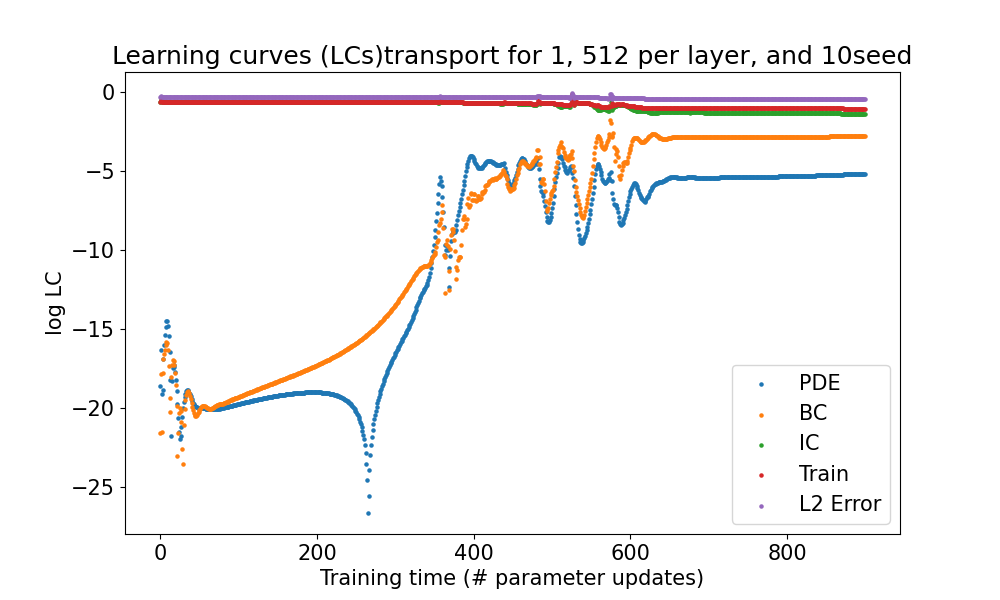 Learning curves (LCs)transport for 1, 512 per layer, and 10seed
log LC
0
−5
−10
−15
−20
−25
0 200 400 600 800
Training time (# parameter updates)
PDE
BC
IC
Train
L2 Error